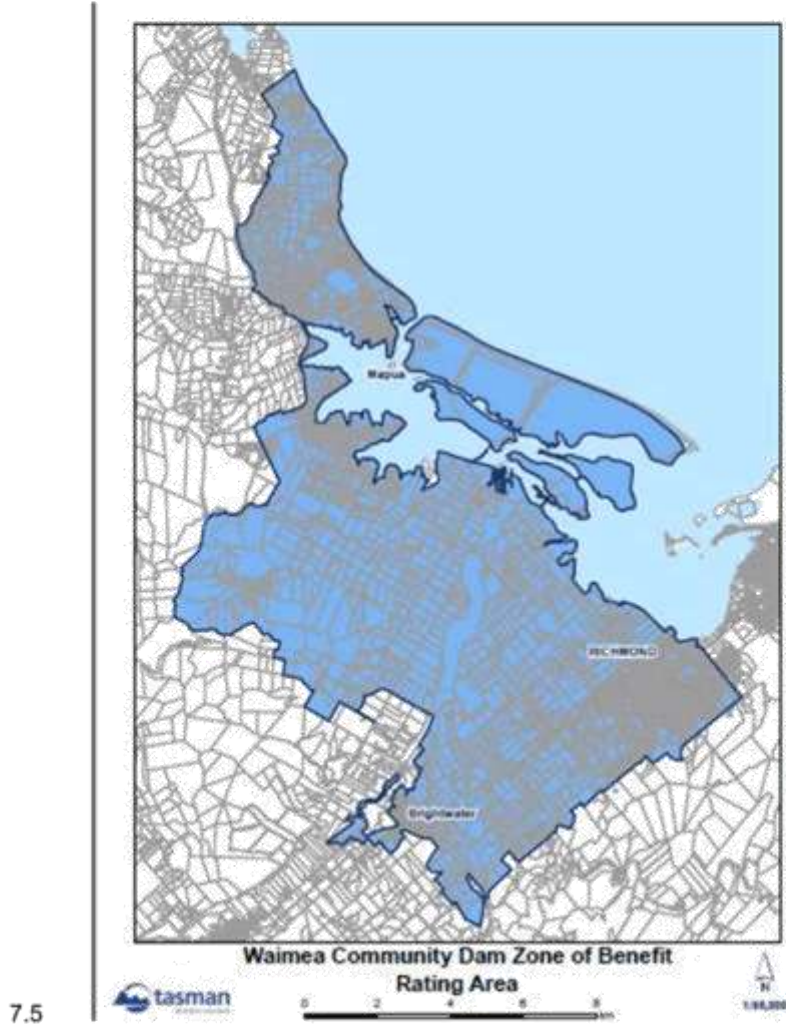 Mapua
RICHMOND
Brightwater
Waimea Community Dam Zone of Benefit
Rating Area
tasman
0 2 4 6 8
km
N
7.5